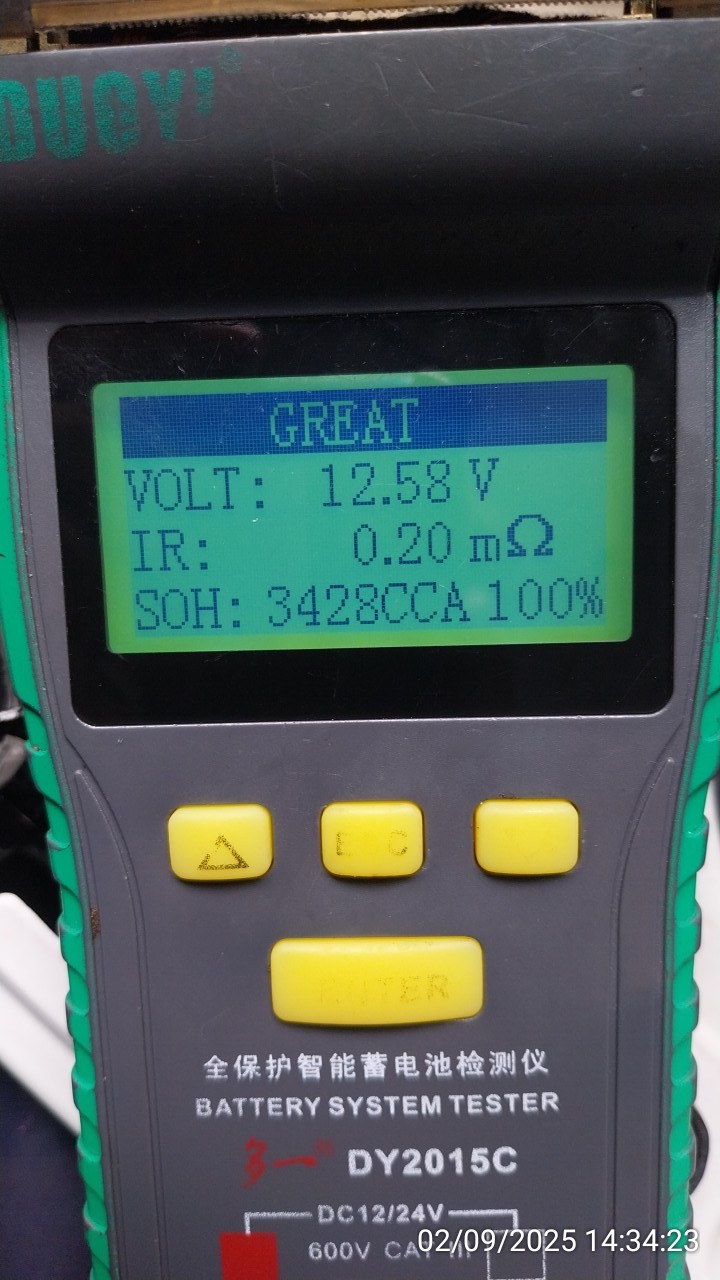 DUOYI®
GREAT
VOLT: 12.58 V
IR: 0.20 mΩ
SOH: 3428CCA 100%
全保护智能蓄电池检测仪
BATTERY SYSTEM TESTER
多一® DY2015C
DC12/24V
600V CAT III
02/09/2025 14:34:23